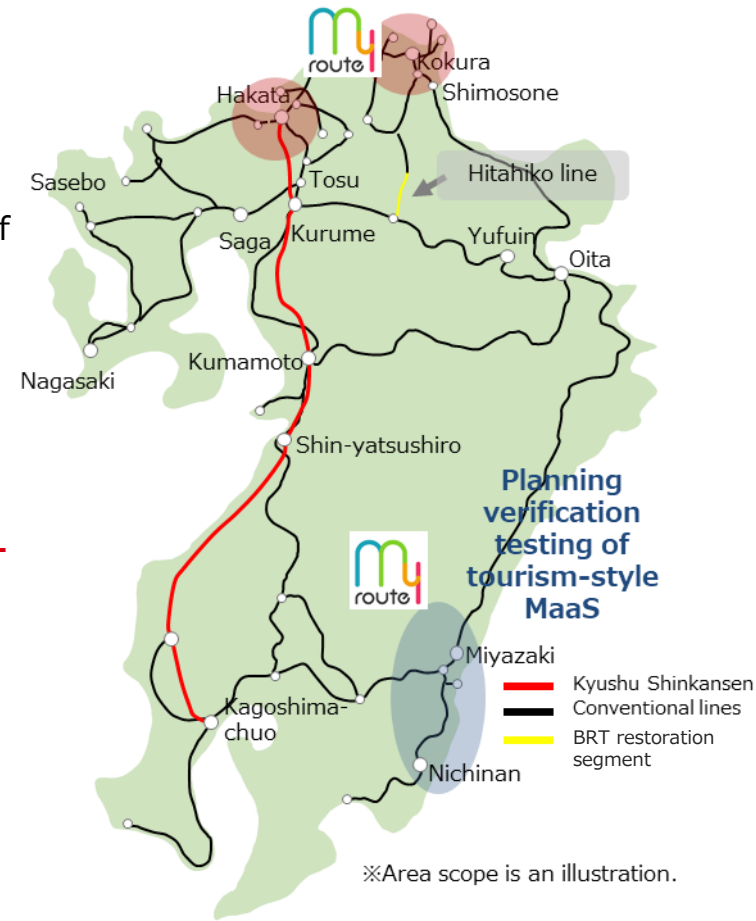 my
route
Kokura
Hakata
Shimosone
Hitahiko line
Sasebo
Tosu
of
Saga
Kurume
Yufuin
Oita
Kumamoto
Nagasaki
Shin-yatsushiro
Planning
verification
testing of
tourism-style
MaaS
my
route
Miyazaki
Kyushu Shinkansen
Conventional lines
BRT restoration
segment
Kagoshima-
chuo
Nichinan
※Area scope is an illustration.